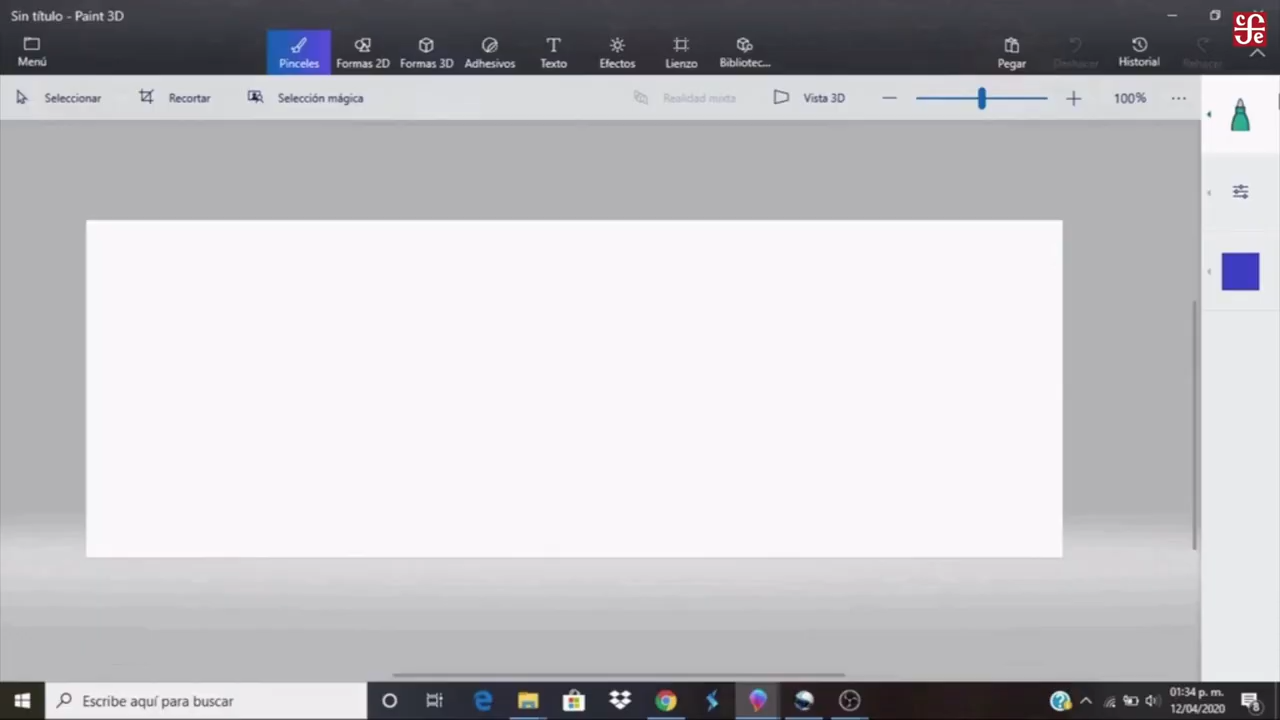 Sin título - Paint 3D
Menú
Pinceles
Formas 2D
Formas 3D
Adhesivos
Texto
Efectos
Lienzo
Bibliotec...
Pegar
Deshacer
Historial
Rehacer
Seleccionar
Recortar
Selección mágica
Realidad mixta
Vista 3D
100%
Escribe aquí para buscar
01:34 p. m.
12/04/2020
8